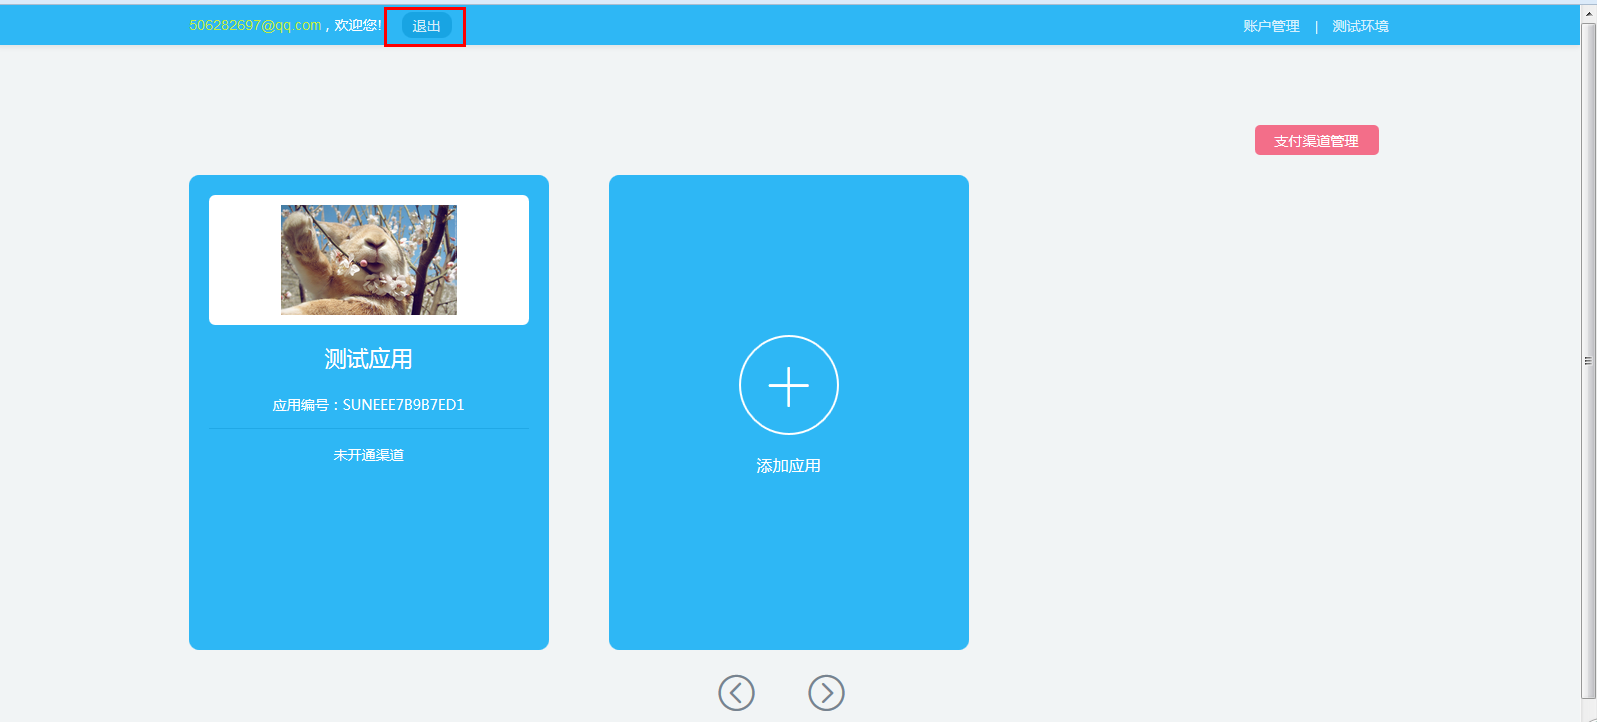 506282697@qq.com，欢迎您！ 退出
账户管理 | 测试环境
支付渠道管理
测试应用
应用编号：SUNEEE7B9B7ED1
未开通渠道
添加应用